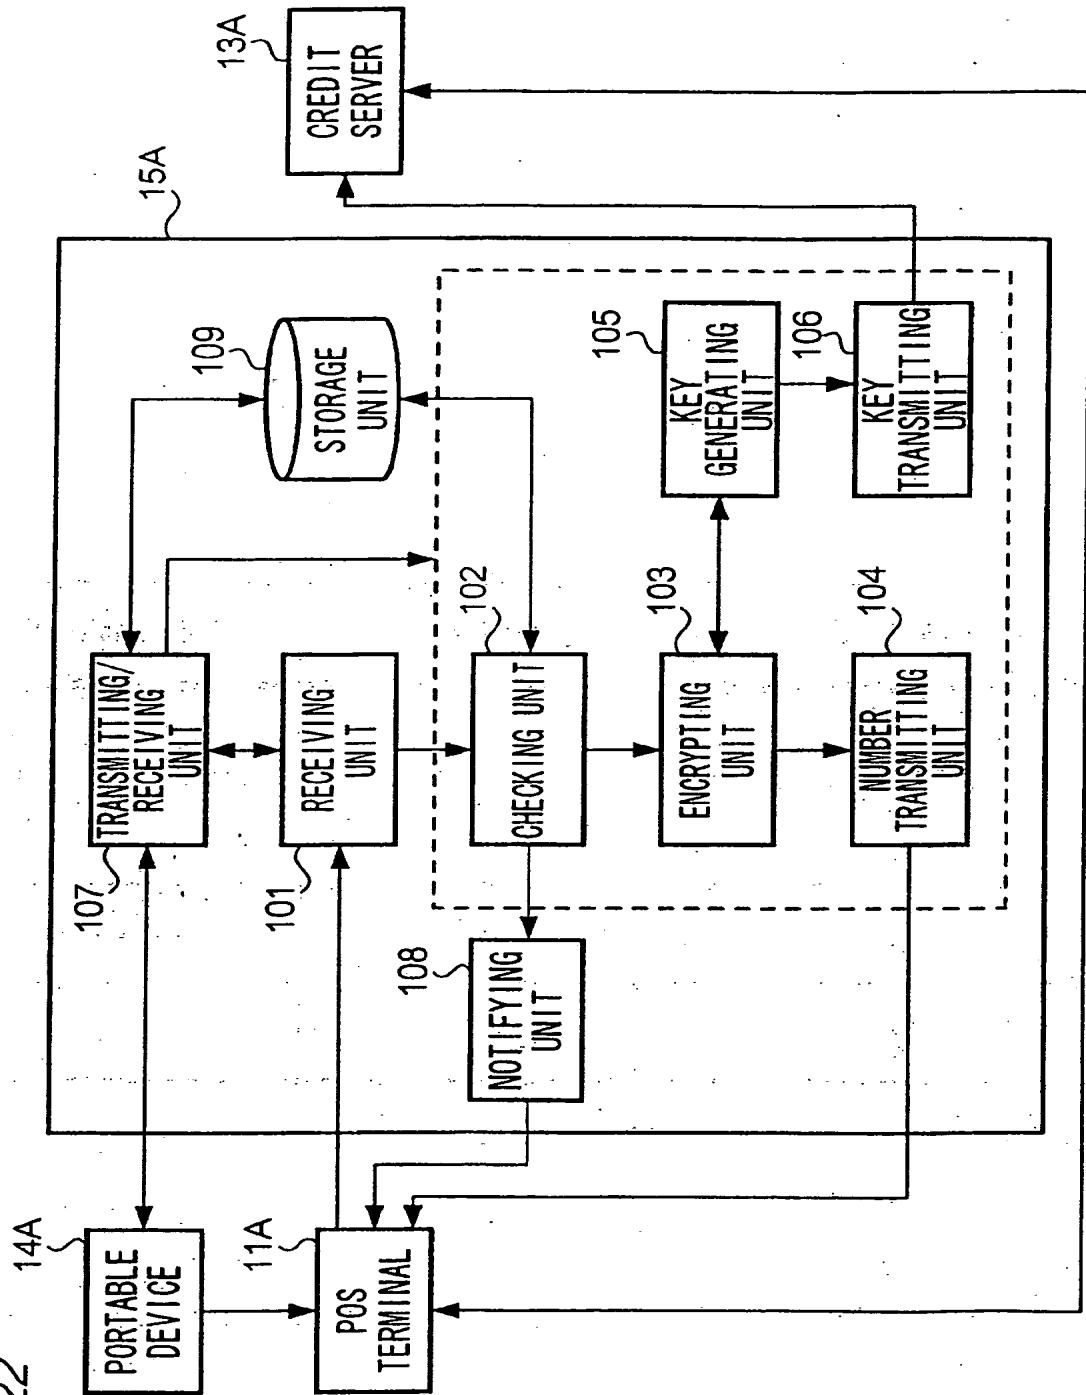 22
14A
PORTABLE
DEVICE
11A
POS
TERMINAL
15A
107
TRANSMITTING/
RECEIVING
UNIT
101
RECEIVING
UNIT
109
STORAGE
UNIT
108
NOTIFYING
UNIT
102
CHECKING UNIT
103
ENCRYPTING
UNIT
104
NUMBER
TRANSMITTING
UNIT
105
KEY
GENERATING
UNIT
106
KEY
TRANSMITTING
UNIT
13A
CREDIT
SERVER